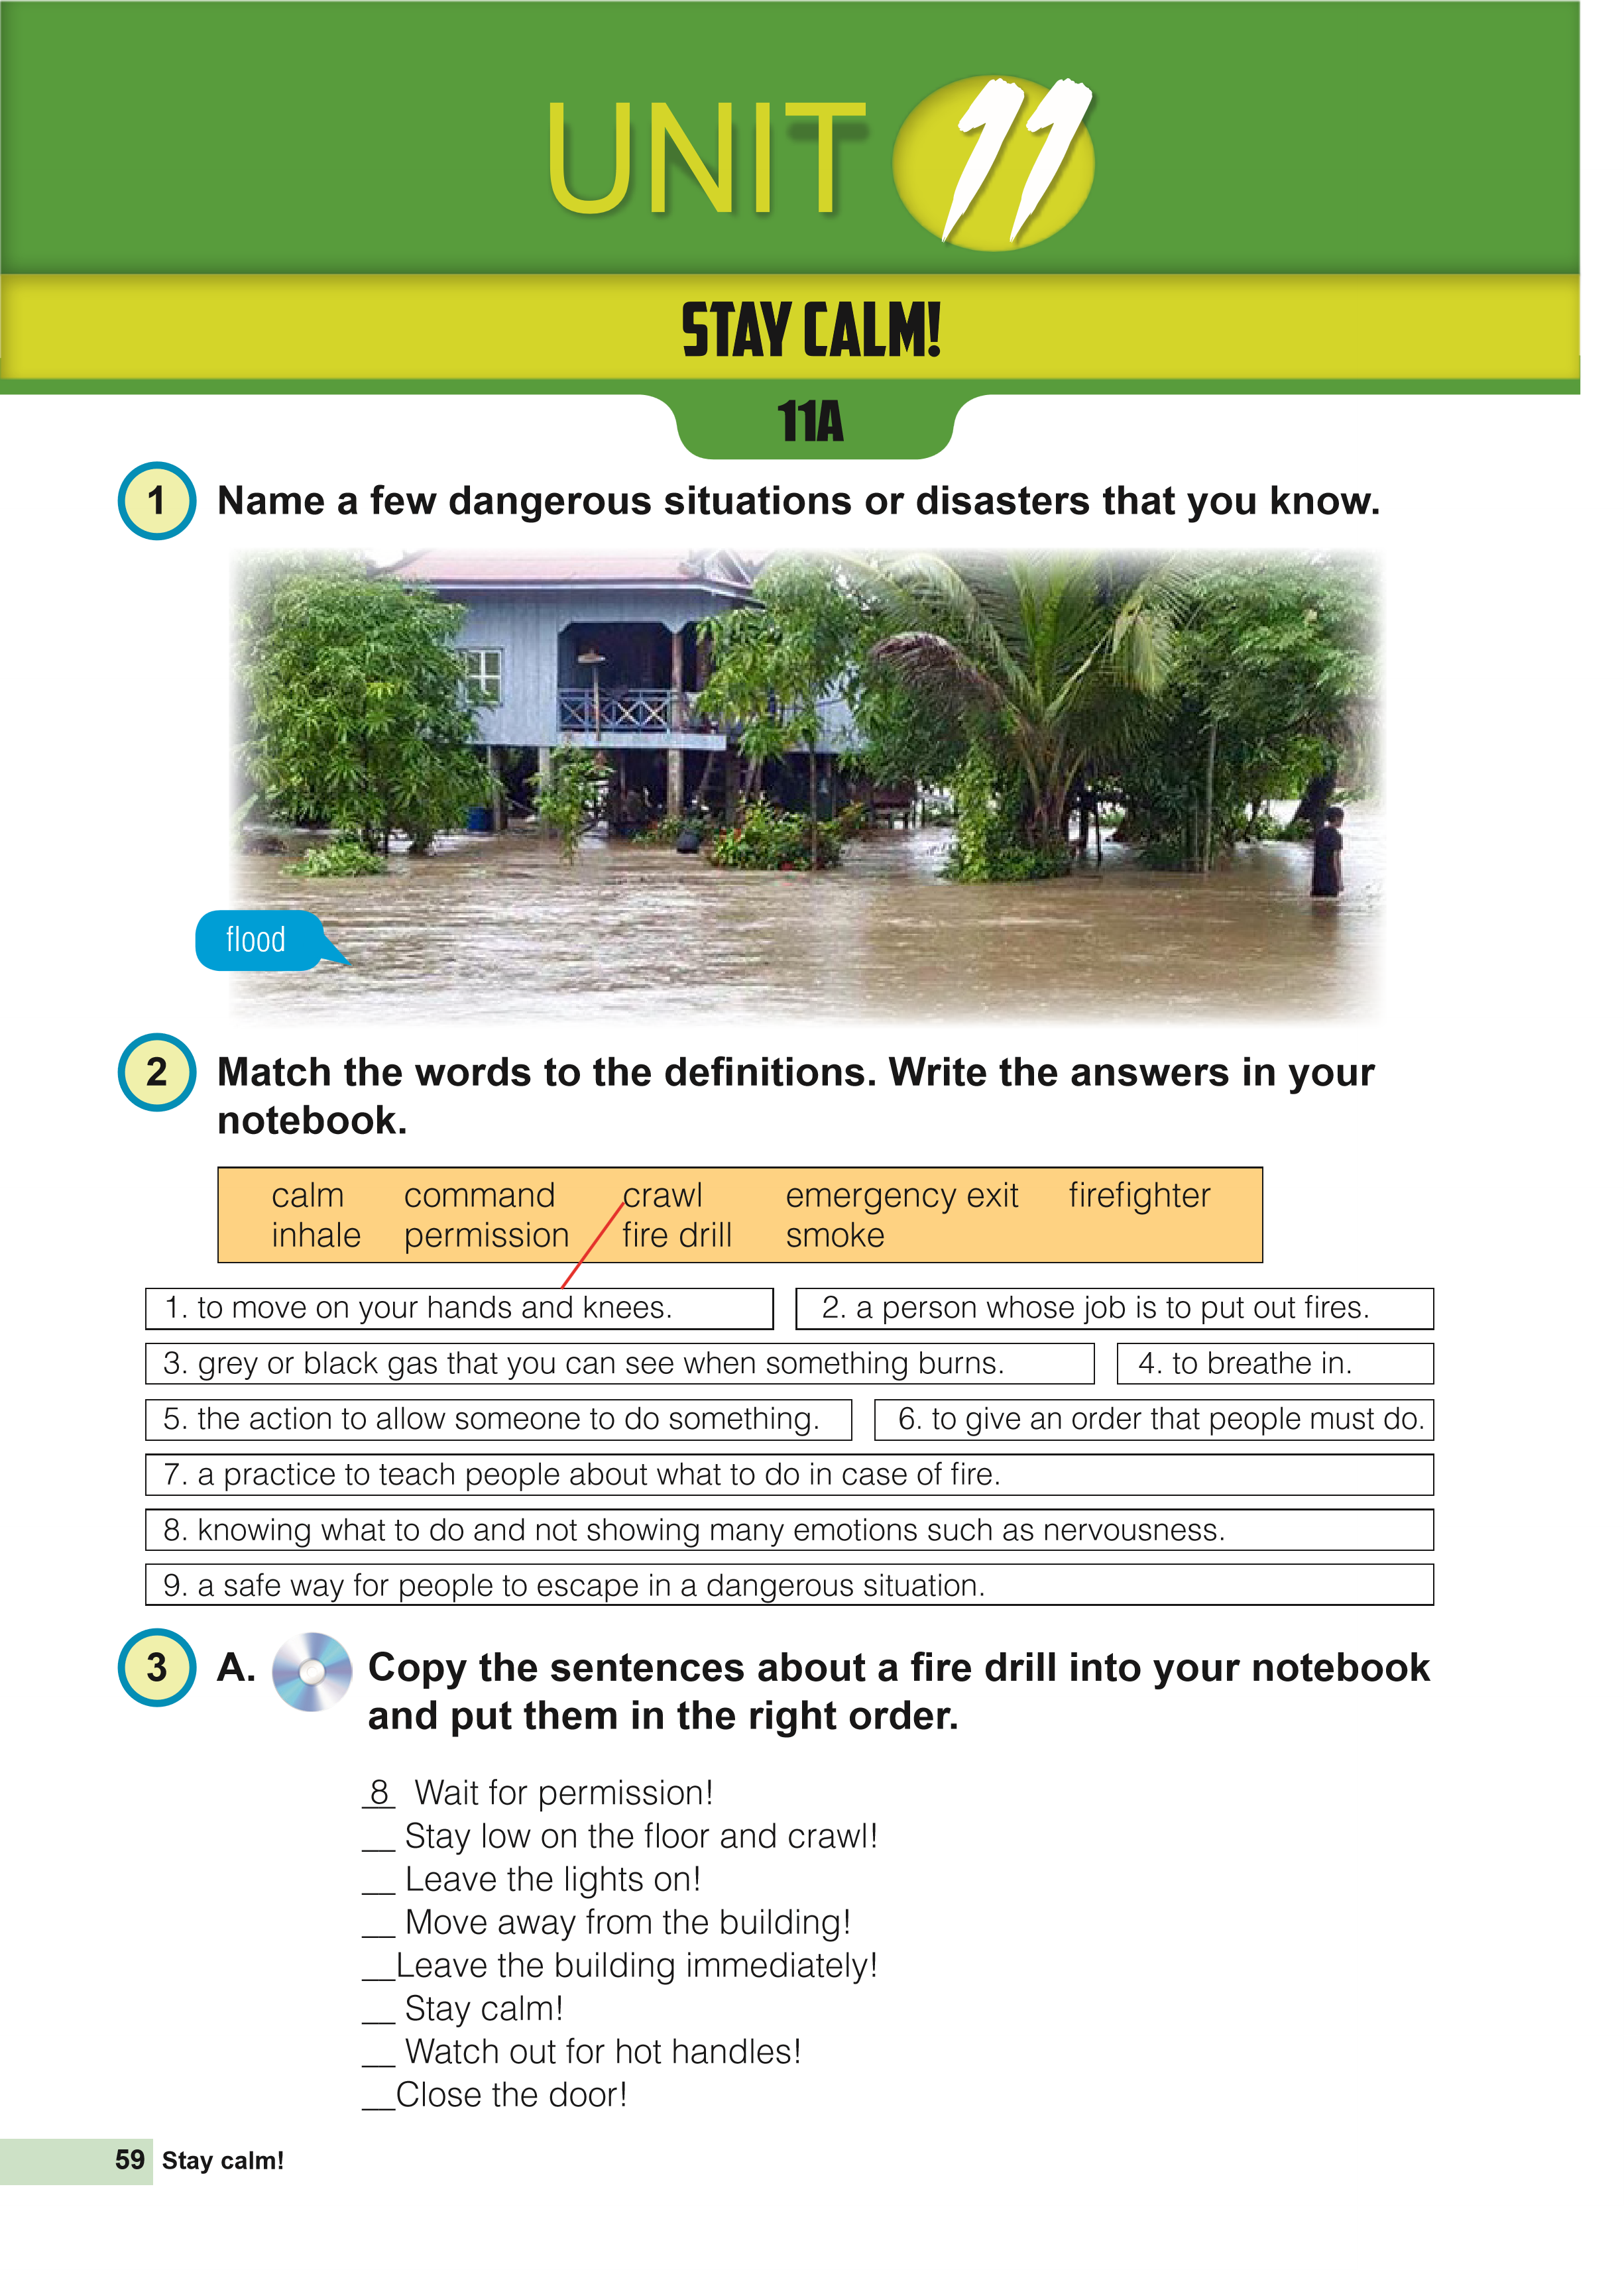 UNIT 11
STAY CALM!
11A
1 Name a few dangerous situations or disasters that you know.
flood
2 Match the words to the definitions. Write the answers in your
notebook.
calm command crawl emergency exit firefighter
inhale permission fire drill smoke
1. to move on your hands and knees. 2. a person whose job is to put out fires.
3. grey or black gas that you can see when something burns. 4. to breathe in.
5. the action to allow someone to do something. 6. to give an order that people must do.
7. a practice to teach people about what to do in case of fire.
8. knowing what to do and not showing many emotions such as nervousness.
9. a safe way for people to escape in a dangerous situation.
3 A. Copy the sentences about a fire drill into your notebook
and put them in the right order.
8 Wait for permission!
__ Stay low on the floor and crawl!
__ Leave the lights on!
__ Move away from the building!
__Leave the building immediately!
__ Stay calm!
__ Watch out for hot handles!
__Close the door!
59 Stay calm!